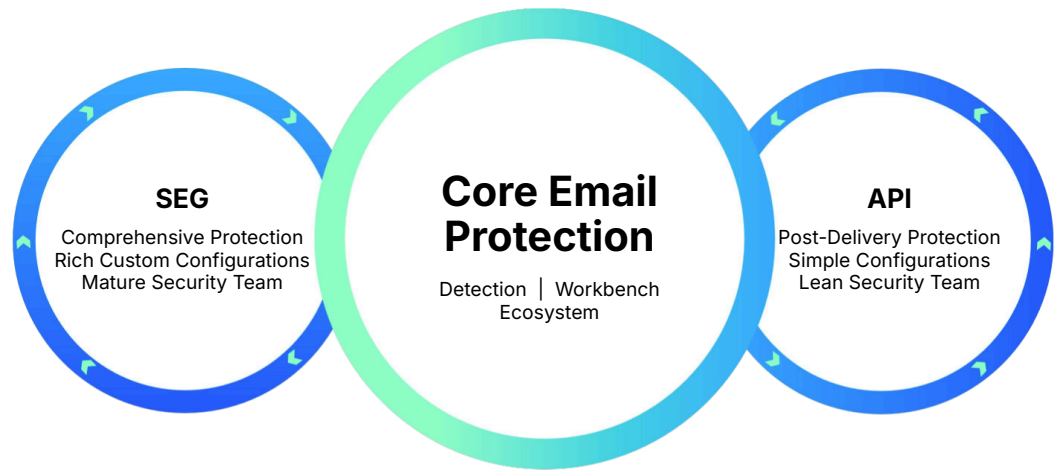 SEG
Comprehensive Protection
Rich Custom Configurations
Mature Security Team
Core Email
Protection
Detection | Workbench
Ecosystem
API
Post-Delivery Protection
Simple Configurations
Lean Security Team